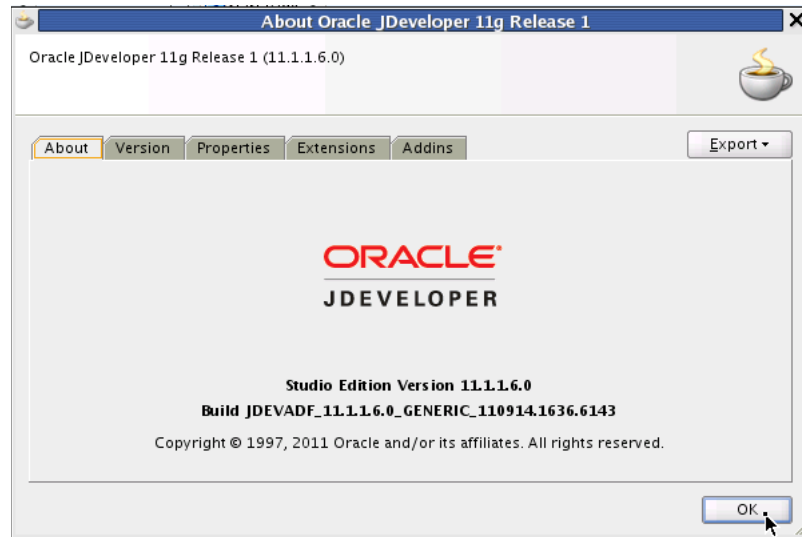 About Oracle JDeveloper 11g Release 1
Oracle JDeveloper 11g Release 1 (11.1.1.6.0)
About Version Properties Extensions Addins Export
ORACLE
JDEVELOPER
Studio Edition Version 11.1.1.6.0
Build JDEVADF_11.1.1.6.0_GENERIC_110914.1636.6143
Copyright © 1997, 2011 Oracle and/or its affiliates. All rights reserved.
OK